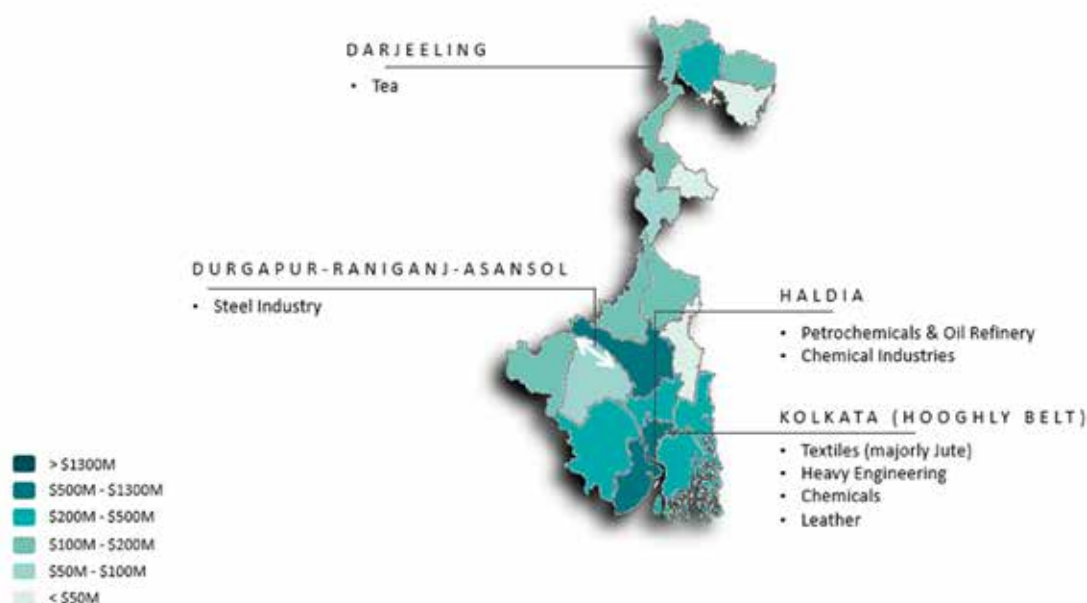 DARJEELING
• Tea
DURGAPUR-RANIGANJ-ASANSOL
• Steel Industry
HALDIA
• Petrochemicals & Oil Refinery
• Chemical Industries
KOLKATA (HOOGHLY BELT)
• Textiles (majorly Jute)
• Heavy Engineering
• Chemicals
• Leather
> $1300M
$500M - $1300M
$200M - $500M
$100M - $200M
$50M - $100M
< $50M